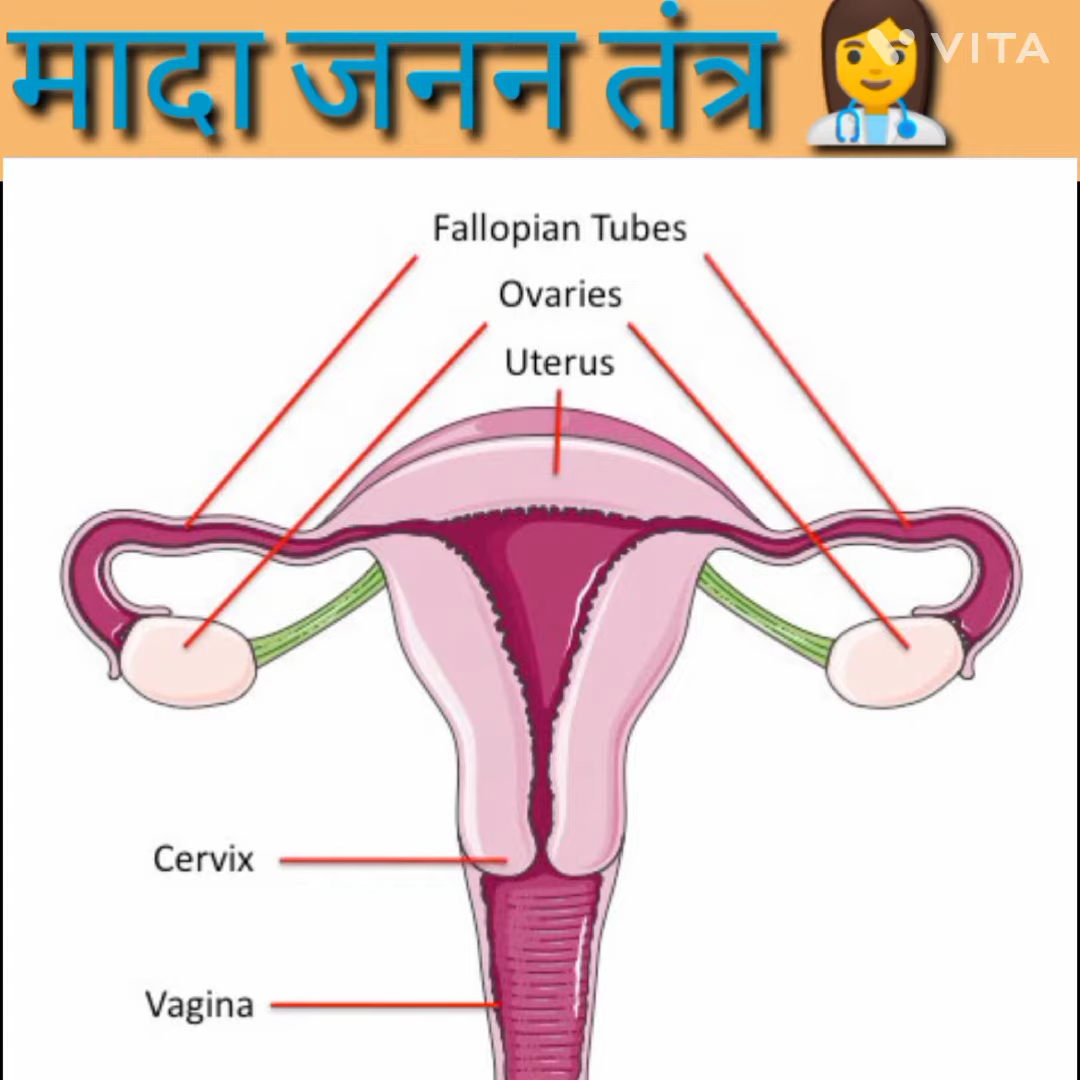 मादा जनन तंत्र
VITA
Fallopian Tubes
Ovaries
Uterus
Cervix
Vagina